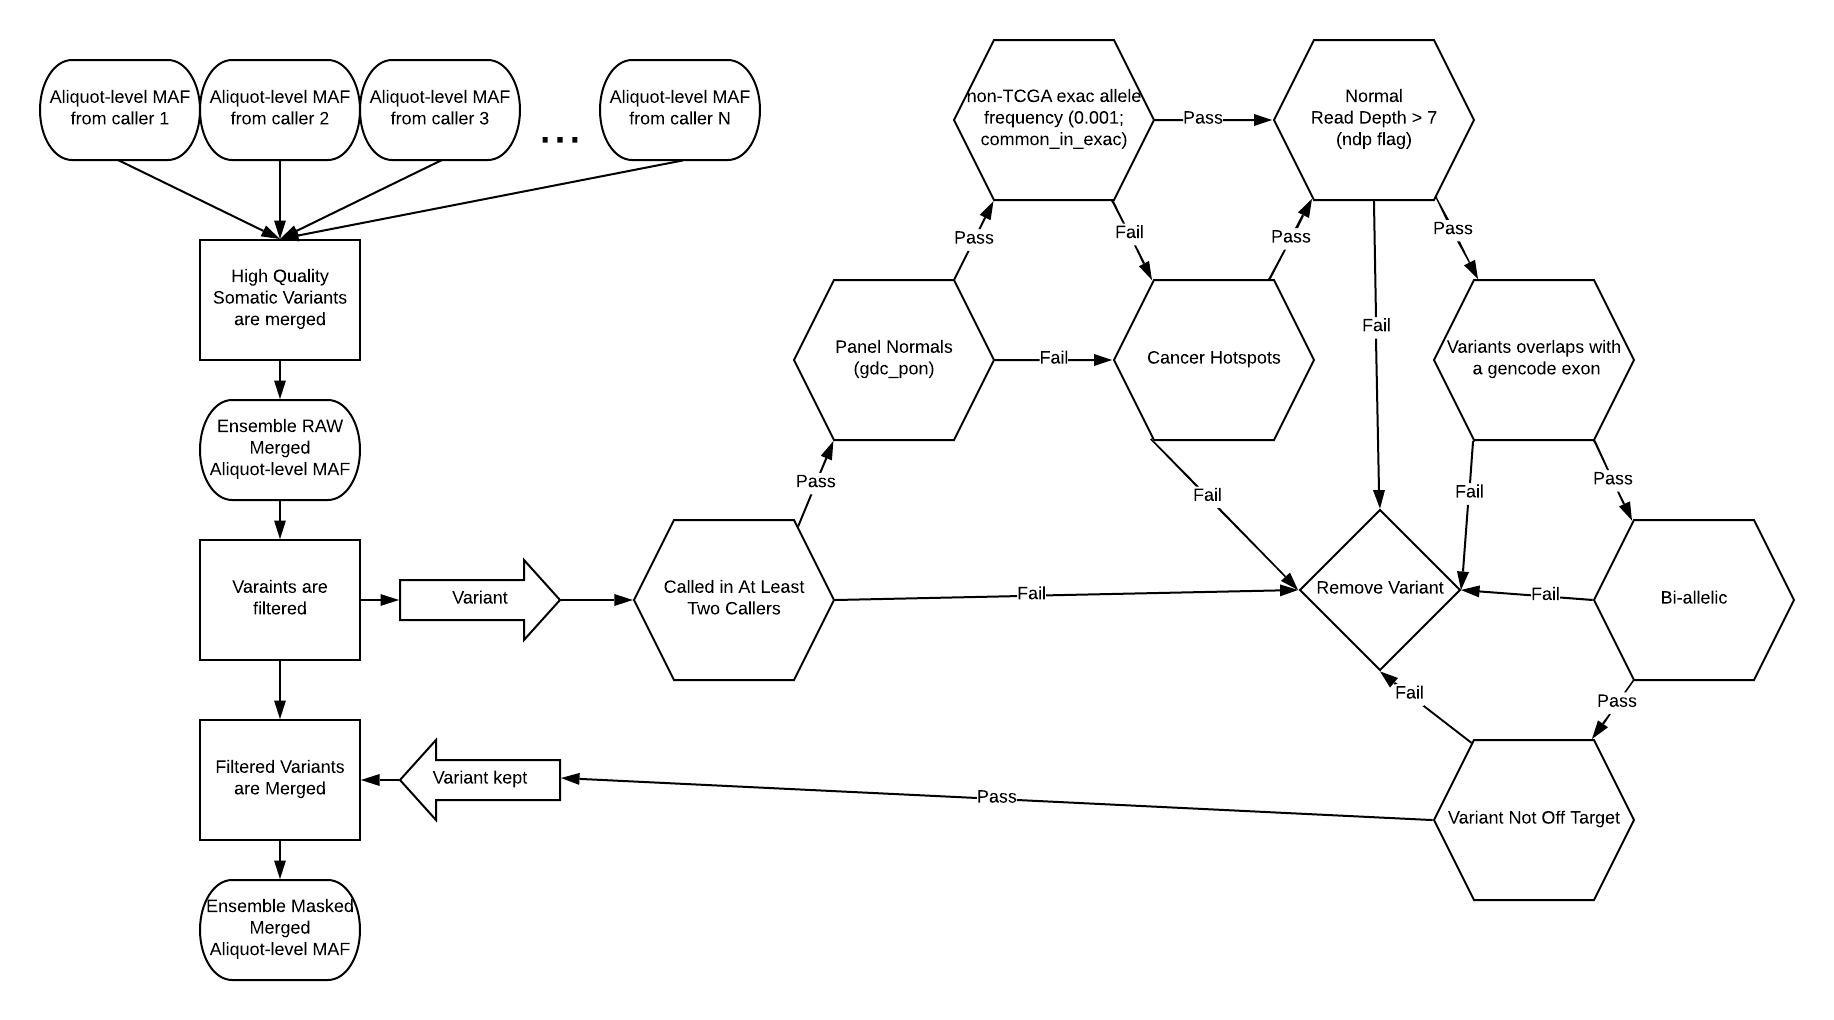 Aliquot-level MAF
from caller 1
Aliquot-level MAF
from caller 2
Aliquot-level MAF
from caller 3
...
Aliquot-level MAF
from caller N
High Quality
Somatic Variants
are merged
Ensemble RAW
Merged
Aliquot-level MAF
Varaints are
filtered
Variant
Called in At Least
Two Callers
Pass
Fail
Panel Normals
(gdc_pon)
Pass
Fail
non-TCGA exac allele
frequency (0.001;
common_in_exac)
Pass
Fail
Cancer Hotspots
Pass
Fail
Normal
Read Depth > 7
(ndp flag)
Pass
Fail
Variants overlaps with
a gencode exon
Fail
Pass
Remove Variant
Fail
Bi-allelic
Pass
Fail
Variant Not Off Target
Pass
Variant kept
Filtered Variants
are Merged
Ensemble Masked
Merged
Aliquot-level MAF